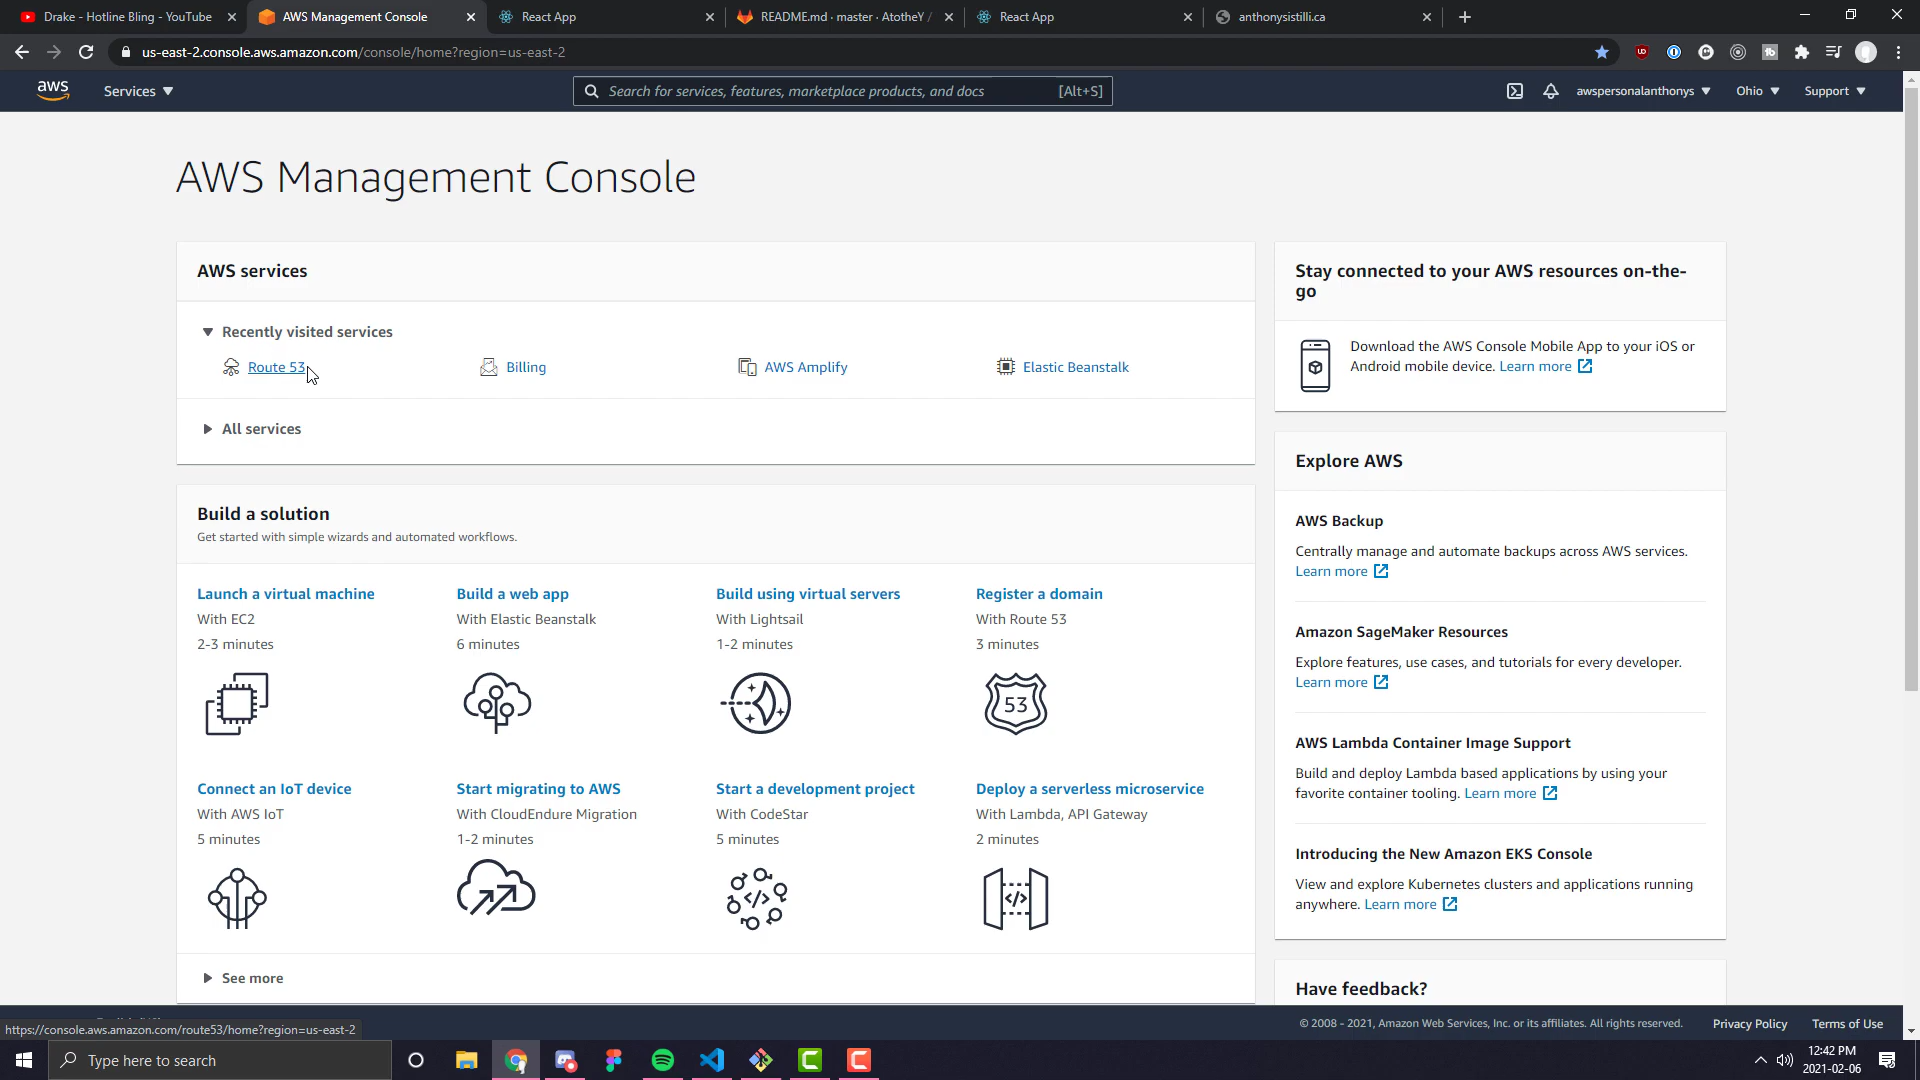 Drake - Hotline Bling - YouTube
AWS Management Console
React App
README.md · master · AtotheY /
React App
anthonysistilli.ca
us-east-2.console.aws.amazon.com/console/home?region=us-east-2
aws
Services
Search for services, features, marketplace products, and docs
[Alt+S]
awspersonalanthonys
Ohio
Support
AWS Management Console
AWS services
Recently visited services
Route 53
Billing
AWS Amplify
Elastic Beanstalk
All services
Stay connected to your AWS resources on-the-
go
Download the AWS Console Mobile App to your iOS or
Android mobile device. Learn more
Build a solution
Get started with simple wizards and automated workflows.
Launch a virtual machine
With EC2
2-3 minutes
Build a web app
With Elastic Beanstalk
6 minutes
Build using virtual servers
With Lightsail
1-2 minutes
Register a domain
With Route 53
3 minutes
53
Connect an IoT device
With AWS IoT
5 minutes
Start migrating to AWS
With CloudEndure Migration
1-2 minutes
Start a development project
With CodeStar
5 minutes
Deploy a serverless microservice
With Lambda, API Gateway
2 minutes
See more
Explore AWS
AWS Backup
Centrally manage and automate backups across AWS services.
Learn more
Amazon SageMaker Resources
Explore features, use cases, and tutorials for every developer.
Learn more
AWS Lambda Container Image Support
Build and deploy Lambda based applications by using your
favorite container tooling. Learn more
Introducing the New Amazon EKS Console
View and explore Kubernetes clusters and applications running
anywhere. Learn more
Have feedback?
https://console.aws.amazon.com/route53/home?region=us-east-2
© 2008 - 2021, Amazon Web Services, Inc. or its affiliates. All rights reserved.
Privacy Policy
Terms of Use
Type here to search
12:42 PM
2021-02-06